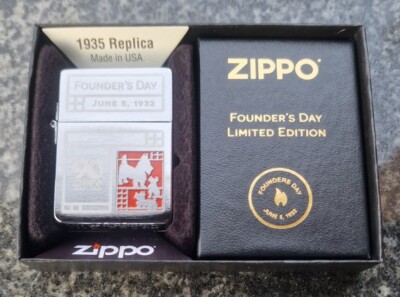 1935 Replica
Made in USA
FOUNDER'S DAY
JUNE 5, 1932
zippo
ZIPPO
FOUNDER'S DAY
LIMITED EDITION
FOUNDERS DAY
JUNE 5, 1932